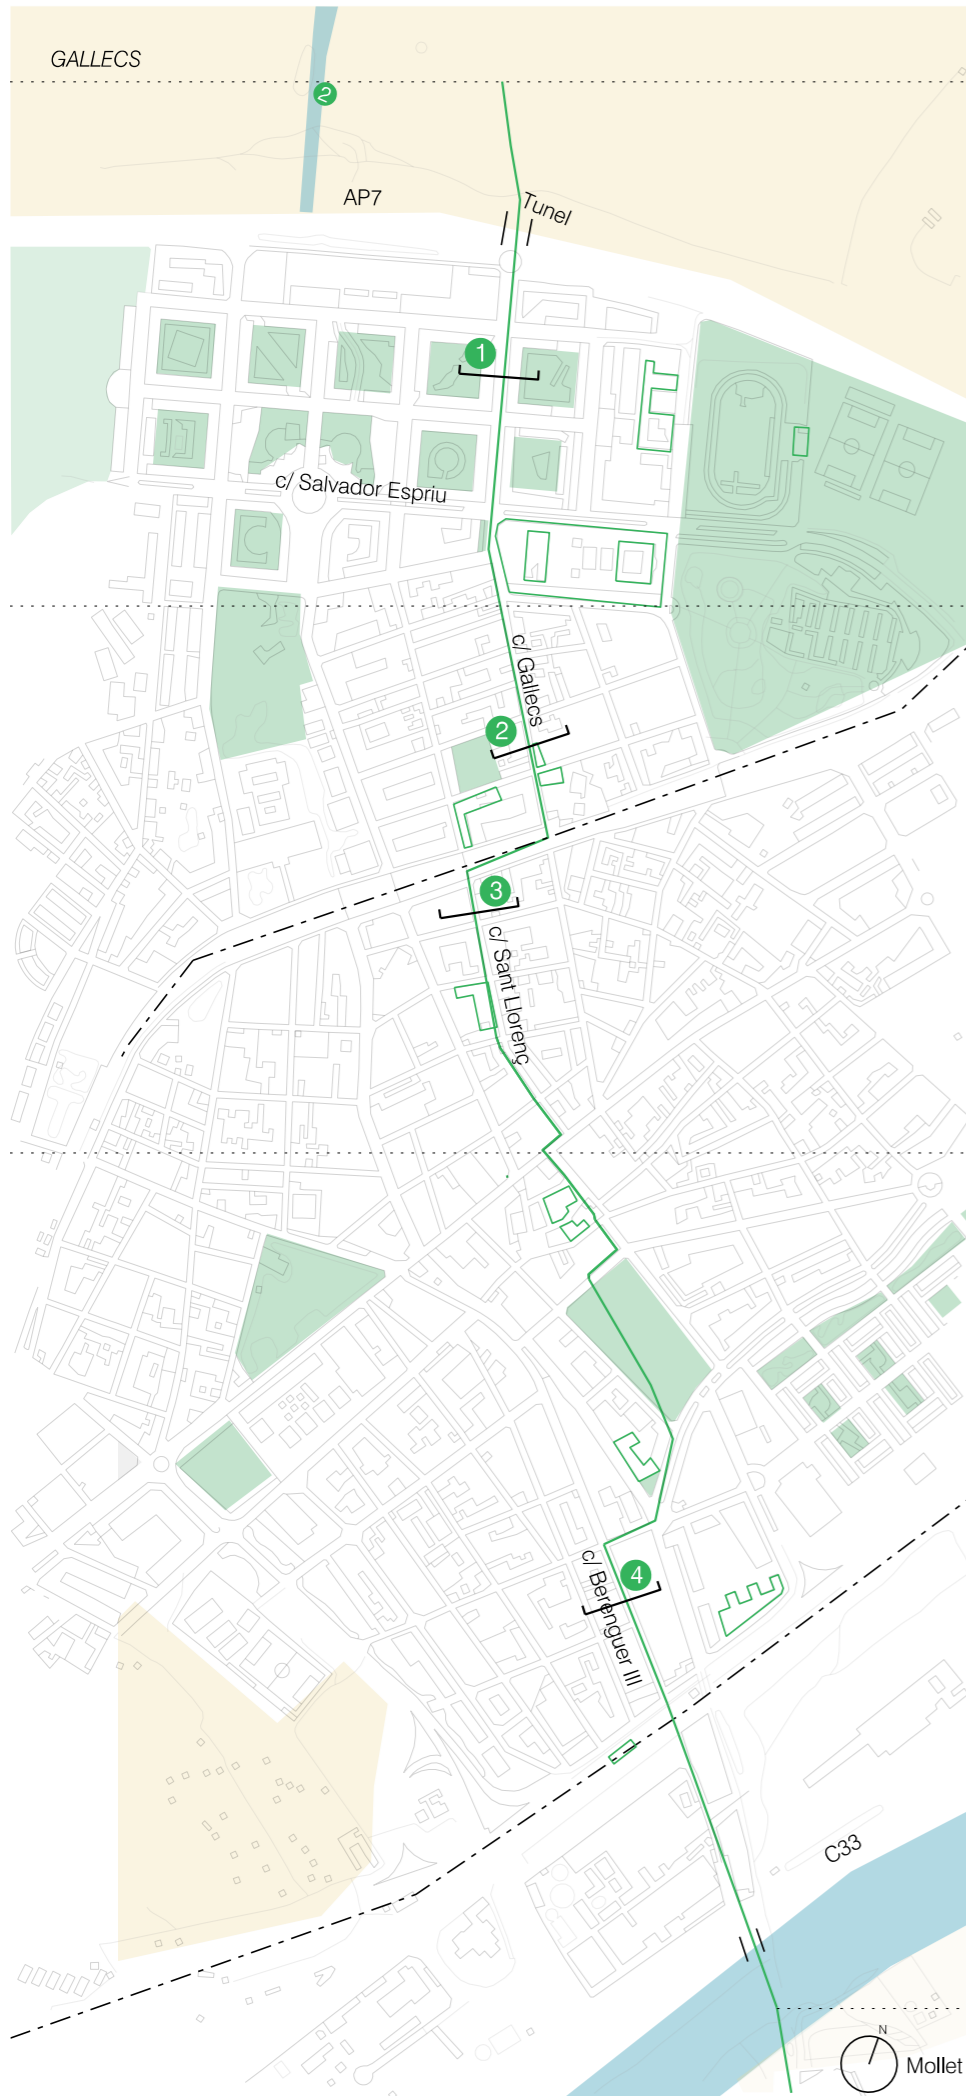 GALLECS
2
AP7
Tunel
1
c/ Salvador Espriu
c/ Gallecs
2
3
c/ Sant Llorenç
4
c/ Berenguer III
C33
N
Mollet